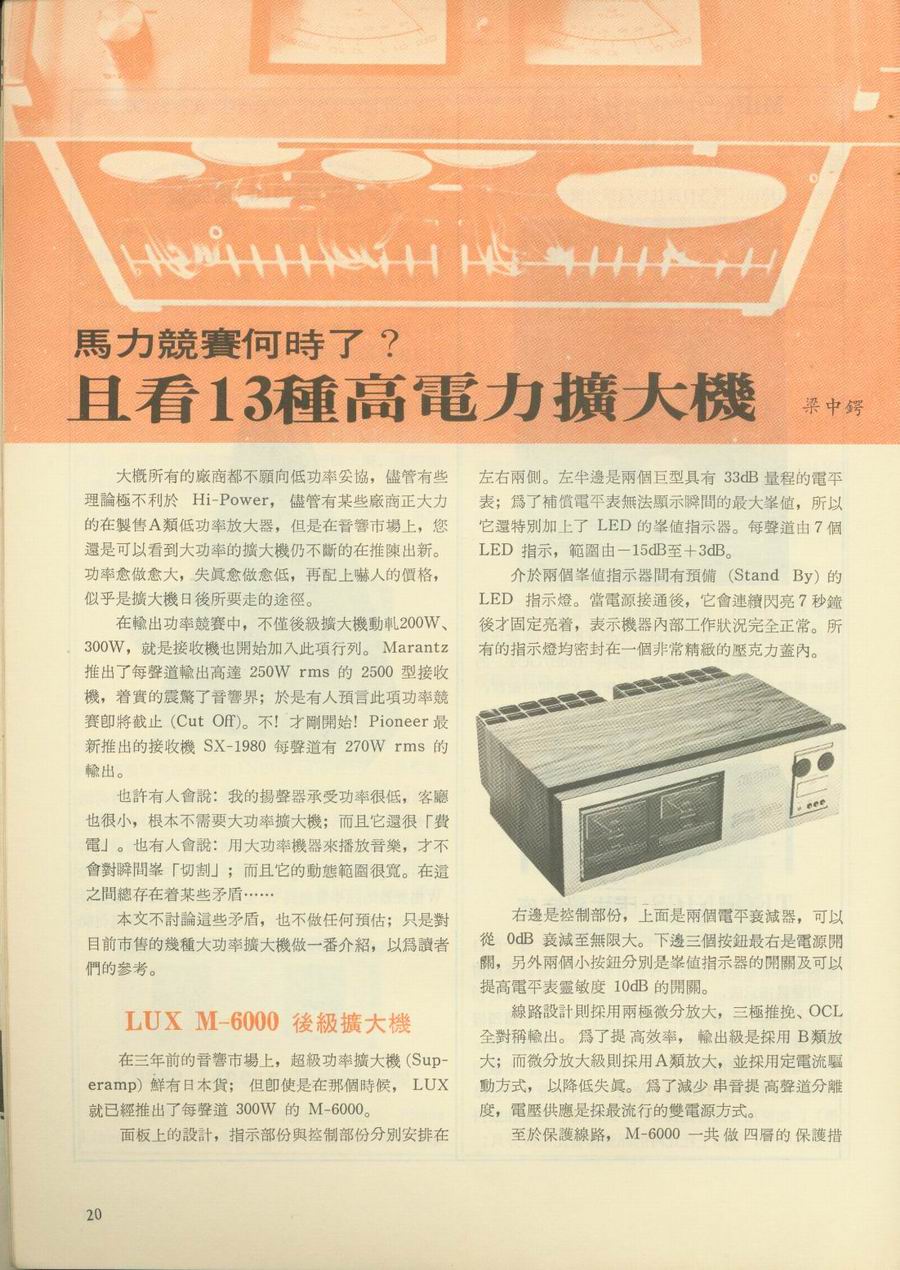 馬力競賽何時了？
且看13種高電力擴大機
梁中鍔
大概所有的廠商都不願向低功率妥協，儘管有些
理論極不利於 Hi-Power， 儘管有某些廠商正大力
的在製售A類低功率放大器，但是在音響市場上，您
還是可以看到大功率的擴大機仍不斷的在推陳出新。
功率愈做愈大，失眞愈做愈低，再配上嚇人的價格，
似乎是擴大機日後所要走的途徑。
在輸出功率競賽中，不僅後級擴大機動軋200W、
300W，就是接收機也開始加入此項行列。 Marantz
推出了每聲道輸出高達 250W rms 的 2500 型接收
機，着實的震驚了音響界；於是有人預言此項功率競
賽卽將截止 (Cut Off)。不！才剛開始！Pioneer 最
新推出的接收機 SX-1980 每聲道有 270W rms 的
輸出。
也許有人會說：我的揚聲器承受功率很低，客廳
也很小，根本不需要大功率擴大機；而且它還很「費
電」。也有人會說：用大功率機器來播放音樂，才不
會對瞬間峯「切割」；而且它的動態範圍很寬。在這
之間總存在着某些矛盾……
本文不討論這些矛盾，也不做任何預估；只是對
目前市售的幾種大功率擴大機做一番介紹，以爲讀者
們的參考。
LUX M-6000 後級擴大機
在三年前的音響市場上，超級功率擴大機 (Sup-
eramp) 鮮有日本貨； 但卽使是在那個時候， LUX
就已經推出了每聲道 300W 的 M-6000。
面板上的設計，指示部份與控制部份分別安排在
左右兩側。左半邊是兩個巨型具有 33dB 量程的電平
表；爲了補償電平表無法顯示瞬間的最大峯値，所以
它還特別加上了 LED 的峯値指示器。每聲道由 7 個
LED 指示，範圍由－15dB至＋3dB。
介於兩個峯値指示器間有預備 (Stand By) 的
LED 指示燈。當電源接通後，它會連續閃亮 7 秒鐘
後才固定亮着，表示機器內部工作狀況完全正常。所
有的指示燈均密封在一個非常精緻的壓克力蓋內。
右邊是控制部份，上面是兩個電平衰減器，可以
從 0dB 衰減至無限大。下邊三個按鈕最右是電源開
關，另外兩個小按鈕分別是峯値指示器的開關及可以
提高電平表靈敏度 10dB 的開關。
線路設計則採用兩極微分放大，三極推挽、OCL
全對稱輸出。 爲了提高效率， 輸出級是採用 B類放
大；而微分放大級則採用A類放大，並採用定電流驅
動方式， 以降低失眞。 爲了減少串音提高聲道分離
度，電壓供應是採最流行的雙電源方式。
至於保護線路， M-6000 一共做四層的保護措
20